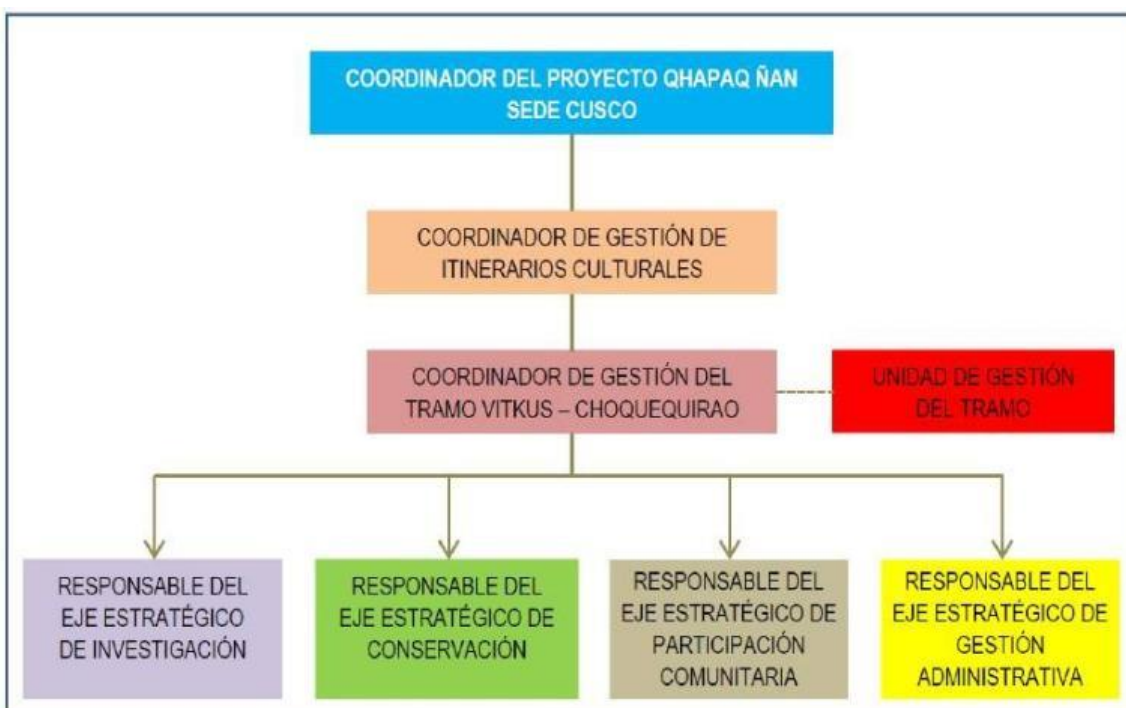 COORDINADOR DEL PROYECTO QHAPAQ ÑAN
SEDE CUSCO
COORDINADOR DE GESTIÓN DE
ITINERARIOS CULTURALES
COORDINADOR DE GESTIÓN DEL
TRAMO VITKUS – CHOQUEQUIRAO
UNIDAD DE GESTIÓN
DEL TRAMO
RESPONSABLE DEL
EJE ESTRATÉGICO
DE INVESTIGACIÓN
RESPONSABLE DEL
EJE ESTRATÉGICO DE
CONSERVACIÓN
RESPONSABLE DEL
EJE ESTRATÉGICO DE
PARTICIPACIÓN
COMUNITARIA
RESPONSABLE DEL
EJE ESTRATÉGICO DE
GESTIÓN
ADMINISTRATIVA